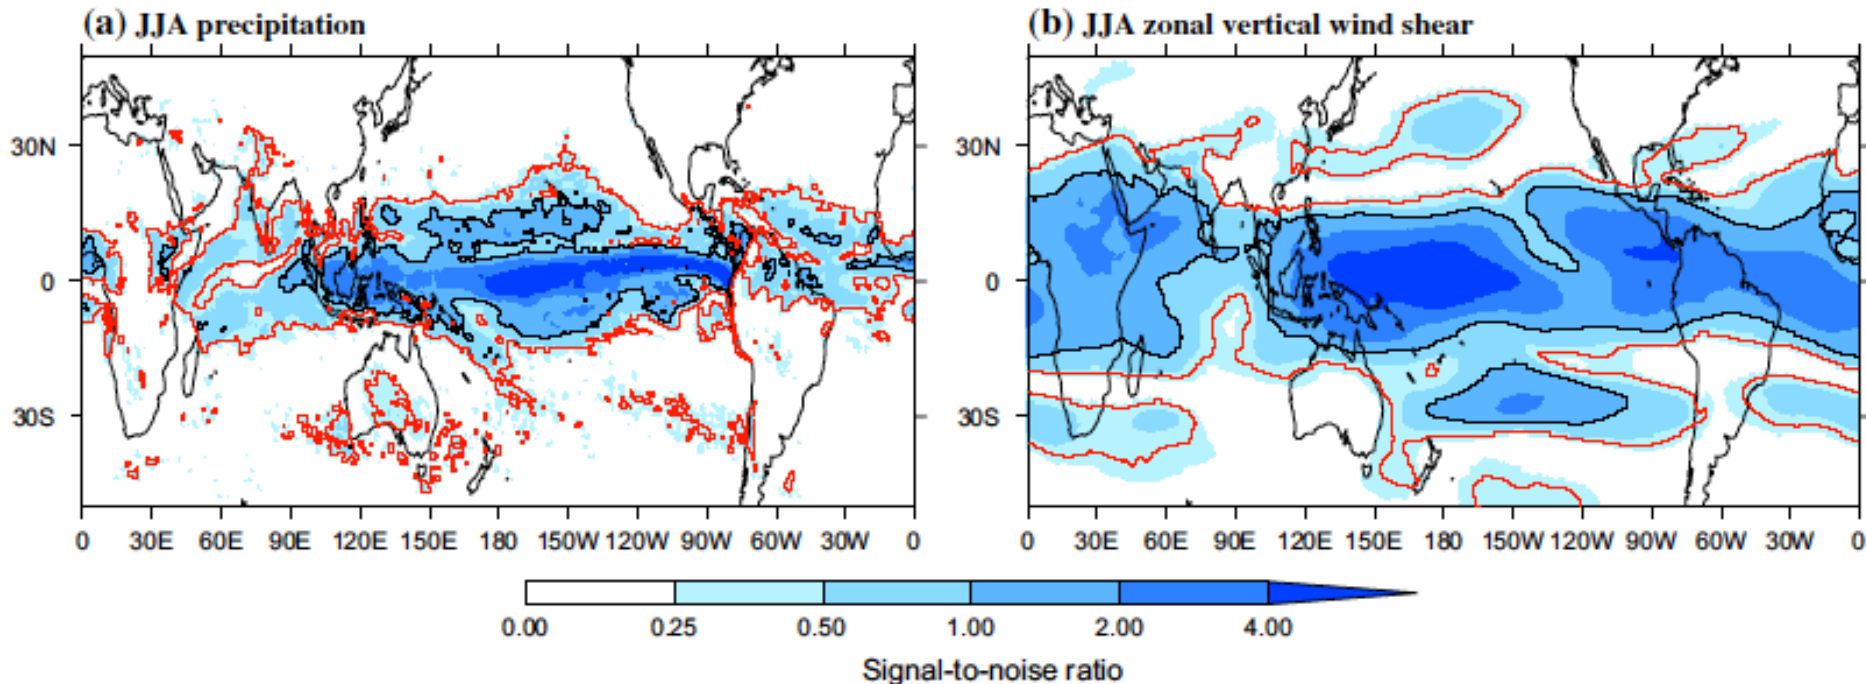 (a) JJA precipitation
(b) JJA zonal vertical wind shear
30N
0
30S
0 30E 60E 90E 120E 150E 180 150W 120W 90W 60W 30W 0
30N
0
30S
0 30E 60E 90E 120E 150E 180 150W 120W 90W 60W 30W 0
0.00 0.25 0.50 1.00 2.00 4.00
Signal-to-noise ratio